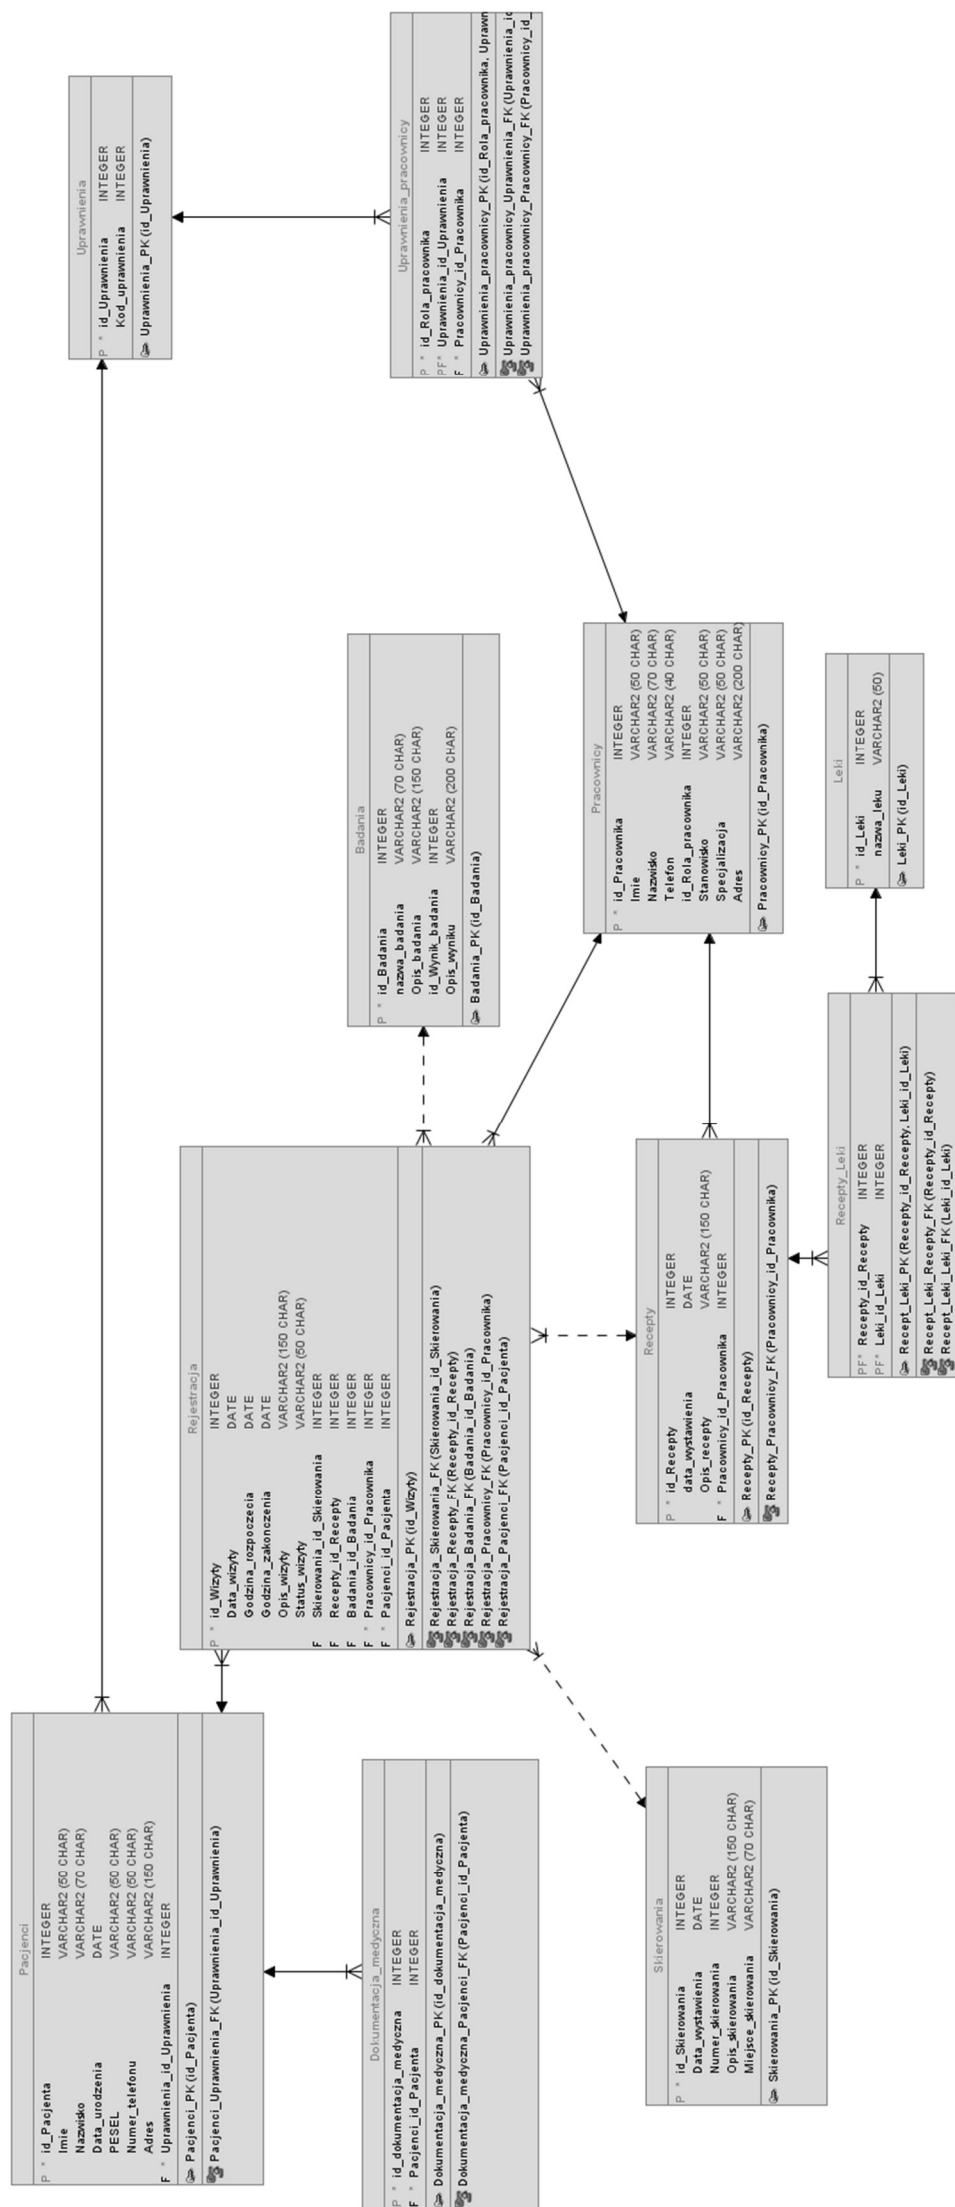 Pacjenci
P * id_Pacjenta INTEGER
Imie VARCHAR2 (50 CHAR)
Nazwisko VARCHAR2 (70 CHAR)
Data_urodzenia DATE
PESEL VARCHAR2 (50 CHAR)
Numer_telefonu VARCHAR2 (50 CHAR)
Adres VARCHAR2 (150 CHAR)
F * Uprawnienia_id_Uprawnienia INTEGER
Pacjenci_PK (id_Pacjenta)
Pacjenci_Uprawnienia_FK (Uprawnienia_id_Uprawnienia)
Uprawnienia
P * id_Uprawnienia INTEGER
Kod_uprawnienia INTEGER
Uprawnienia_PK (id_Uprawnienia)
Rejestracja
P * id_Wizyty INTEGER
Data_wizyty DATE
Godzina_rozpoczecia DATE
Godzina_zakonczenia DATE
Opis_wizyty VARCHAR2 (150 CHAR)
Status_wizyty VARCHAR2 (50 CHAR)
F Skierowania_id_Skierowania INTEGER
F Recepty_id_Recepty INTEGER
F Badania_id_Badania INTEGER
F * Pracownicy_id_Pracownika INTEGER
F * Pacjenci_id_Pacjenta INTEGER
Rejestracja_PK (id_Wizyty)
Rejestracja_Skierowania_FK (Skierowania_id_Skierowania)
Rejestracja_Recepty_FK (Recepty_id_Recepty)
Rejestracja_Badania_FK (Badania_id_Badania)
Rejestracja_Pracownicy_FK (Pracownicy_id_Pracownika)
Rejestracja_Pacjenci_FK (Pacjenci_id_Pacjenta)
Badania
P * id_Badania INTEGER
nazwa_badania VARCHAR2 (70 CHAR)
Opis_badania VARCHAR2 (150 CHAR)
id_Wynik_badania INTEGER
Opis_wyniku VARCHAR2 (200 CHAR)
Badania_PK (id_Badania)
Uprawnienia_pracownicy
P * id_Rola_pracownika INTEGER
PF* Uprawnienia_id_Uprawnienia INTEGER
F * Pracownicy_id_Pracownika INTEGER
Uprawnienia_pracownicy_PK (id_Rola_pracownika, Uprawn
Uprawnienia_pracownicy_Uprawnienia_FK (Uprawnienia_ic
Uprawnienia_pracownicy_Pracownicy_FK (Pracownicy_id_
Dokumentacja_medyczna
P * id_dokumentacja_medyczna INTEGER
F * Pacjenci_id_Pacjenta INTEGER
Dokumentacja_medyczna_PK (id_dokumentacja_medyczna)
Dokumentacja_medyczna_Pacjenci_FK (Pacjenci_id_Pacjenta)
Pracownicy
P * id_Pracownika INTEGER
Imie VARCHAR2 (50 CHAR)
Nazwisko VARCHAR2 (70 CHAR)
Telefon VARCHAR2 (40 CHAR)
id_Rola_pracownika INTEGER
Stanowisko VARCHAR2 (50 CHAR)
Specjalizacja VARCHAR2 (50 CHAR)
Adres VARCHAR2 (200 CHAR)
Pracownicy_PK (id_Pracownika)
Skierowania
P * id_Skierowania INTEGER
Data_wystawienia DATE
Numer_skierowania INTEGER
Opis_skierowania VARCHAR2 (150 CHAR)
Miejsce_skierowania VARCHAR2 (70 CHAR)
Skierowania_PK (id_Skierowania)
Recepty
P * id_Recepty INTEGER
data_wystawienia DATE
Opis_recepty VARCHAR2 (150 CHAR)
F * Pracownicy_id_Pracownika INTEGER
Recepty_PK (id_Recepty)
Recepty_Pracownicy_FK (Pracownicy_id_Pracownika)
Recepty_Leki
PF* Recepty_id_Recepty INTEGER
PF* Leki_id_Leki INTEGER
Recept_Leki_PK (Recepty_id_Recepty, Leki_id_Leki)
Recept_Leki_Recepty_FK (Recepty_id_Recepty)
Recept_Leki_Leki_FK (Leki_id_Leki)
Leki
P * id_Leki INTEGER
nazwa_leku VARCHAR2 (50)
Leki_PK (id_Leki)